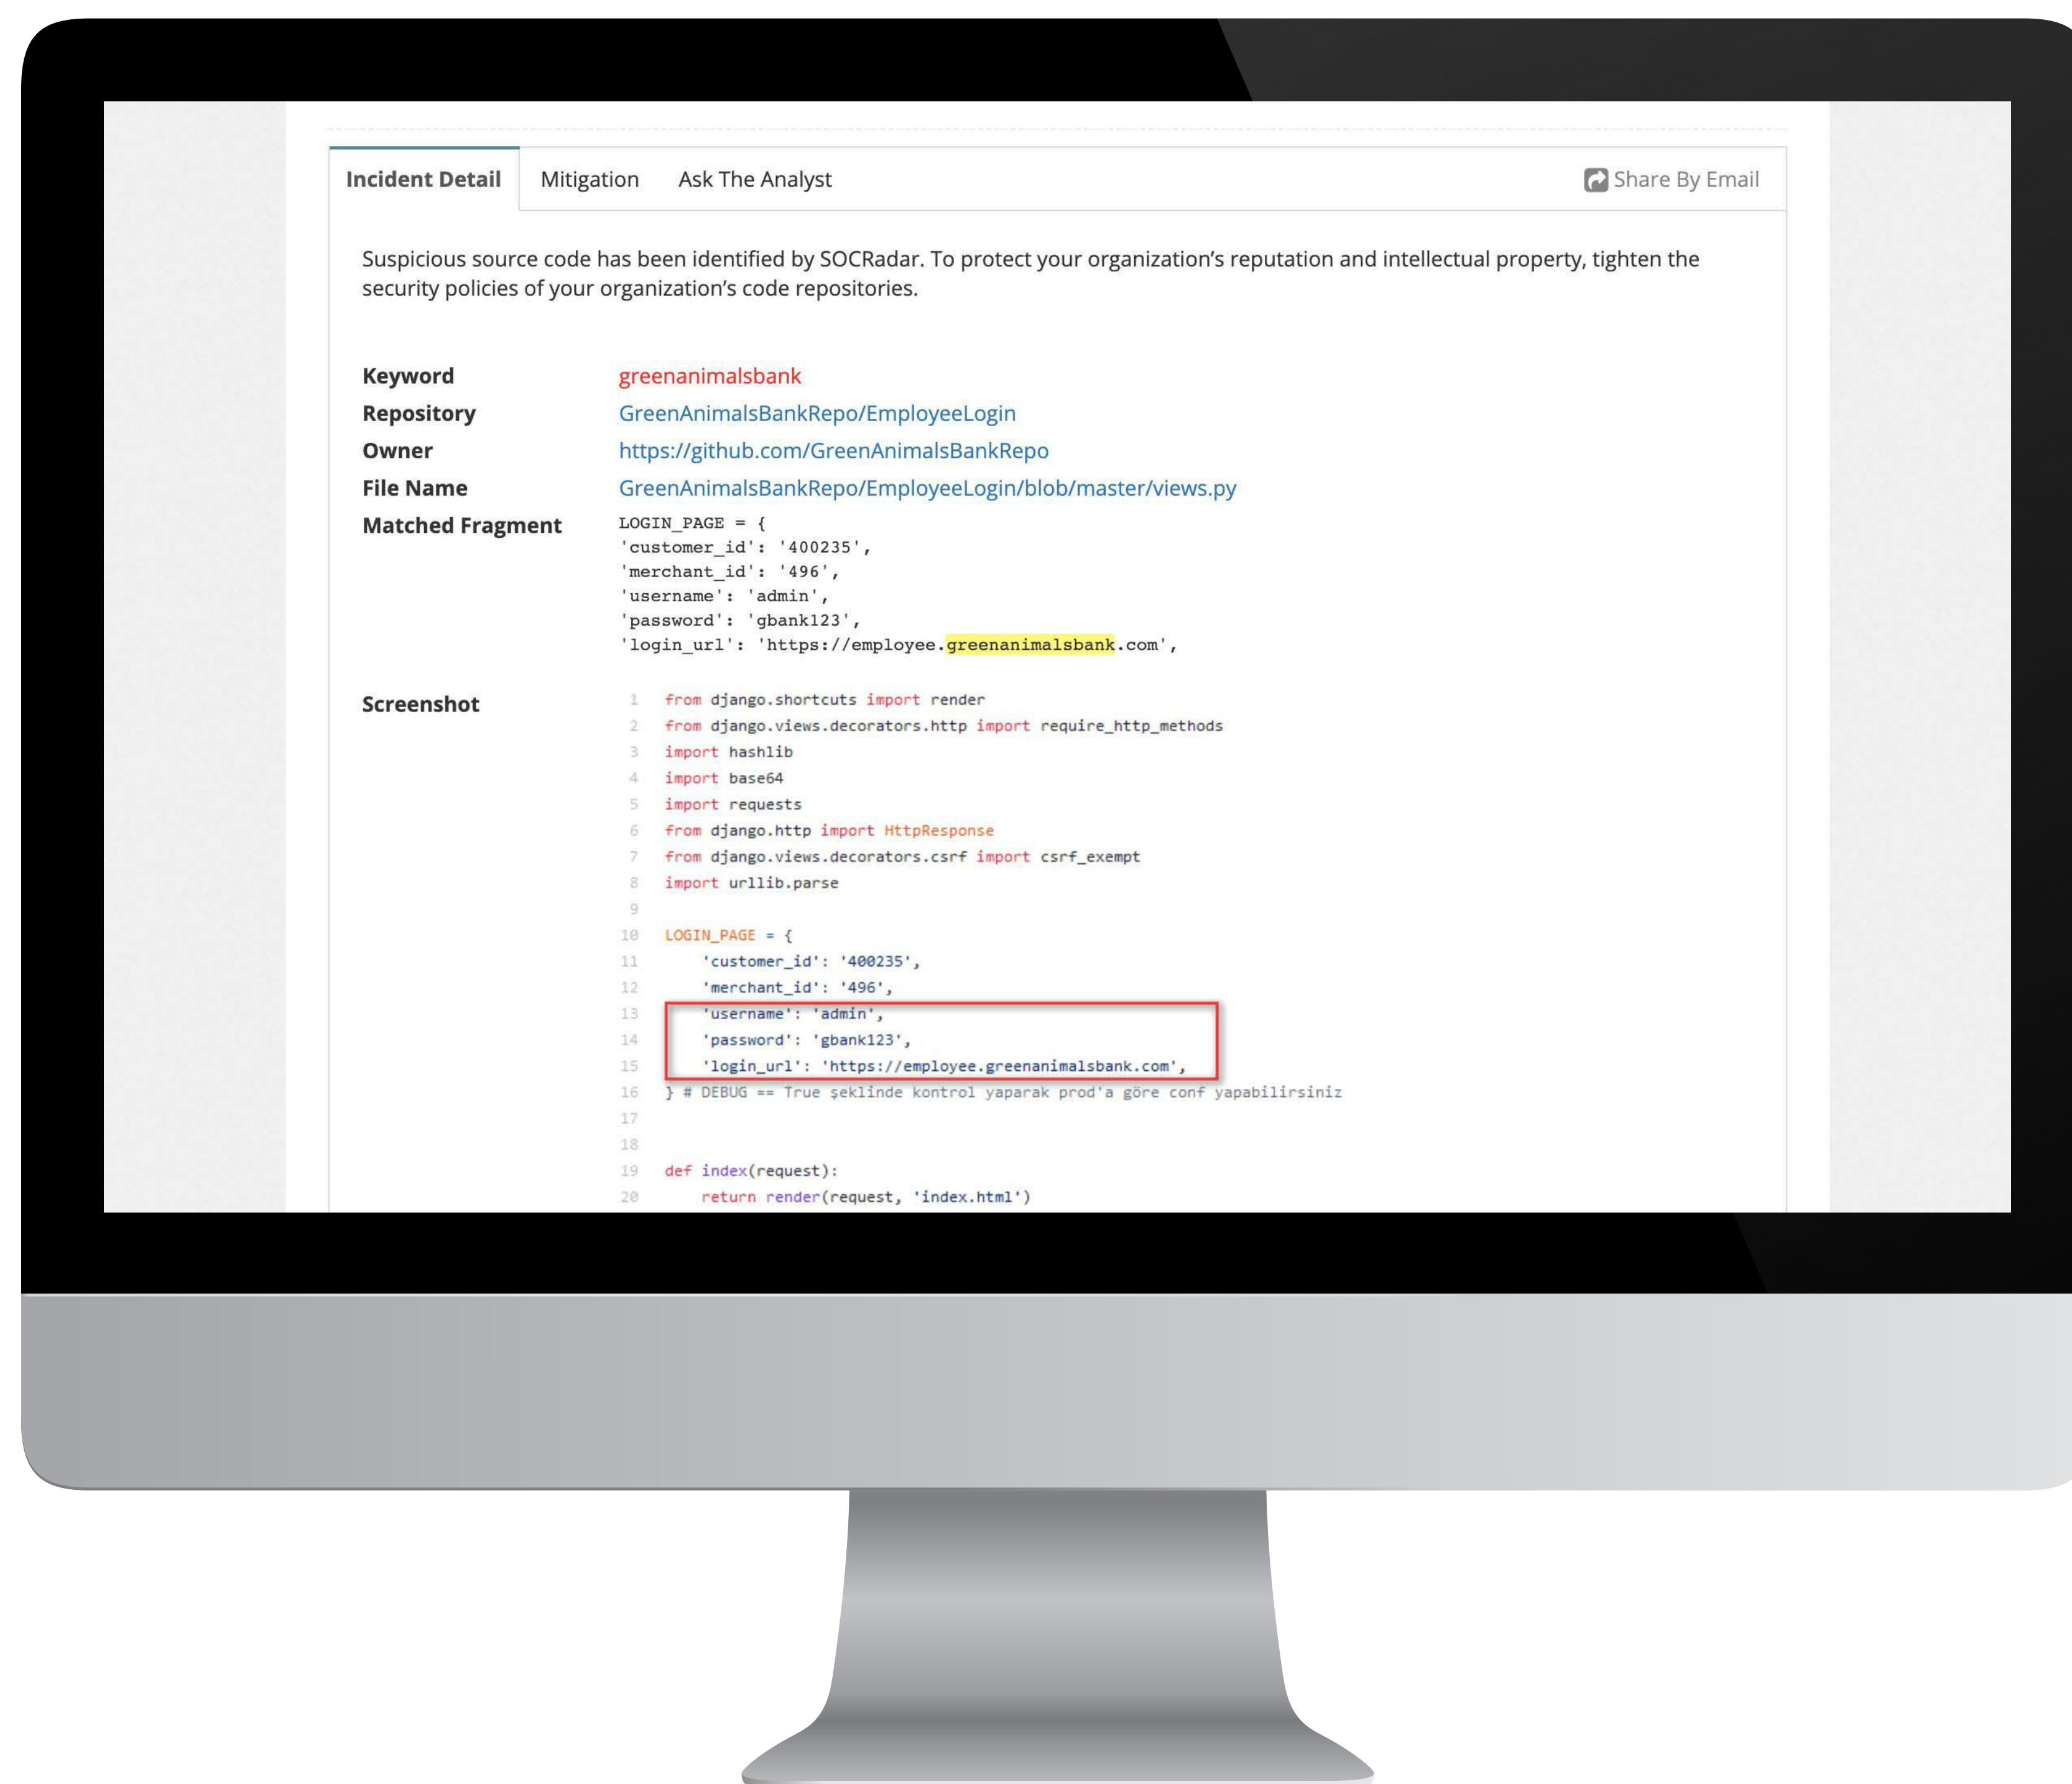 Incident Detail Mitigation Ask The Analyst Share By Email
Suspicious source code has been identified by SOCRadar. To protect your organization's reputation and intellectual property, tighten the
security policies of your organization's code repositories.
Keyword greenanimalsbank
Repository GreenAnimalsBankRepo/EmployeeLogin
Owner https://github.com/GreenAnimalsBankRepo
File Name GreenAnimalsBankRepo/EmployeeLogin/blob/master/views.py
Matched Fragment LOGIN_PAGE = {
'customer_id': '400235',
'merchant_id': '496',
'username': 'admin',
'password': 'gbank123',
'login_url': 'https://employee.greenanimalsbank.com',
Screenshot 1 from django.shortcuts import render
2 from django.views.decorators.http import require_http_methods
3 import hashlib
4 import base64
5 import requests
6 from django.http import HttpResponse
7 from django.views.decorators.csrf import csrf_exempt
8 import urllib.parse
9
10 LOGIN_PAGE = {
11 'customer_id': '400235',
12 'merchant_id': '496',
13 'username': 'admin',
14 'password': 'gbank123',
15 'login_url': 'https://employee.greenanimalsbank.com',
16 } # DEBUG == True şeklinde kontrol yaparak prod'a göre conf yapabilirsiniz
17
18
19 def index(request):
20 return render(request, 'index.html')